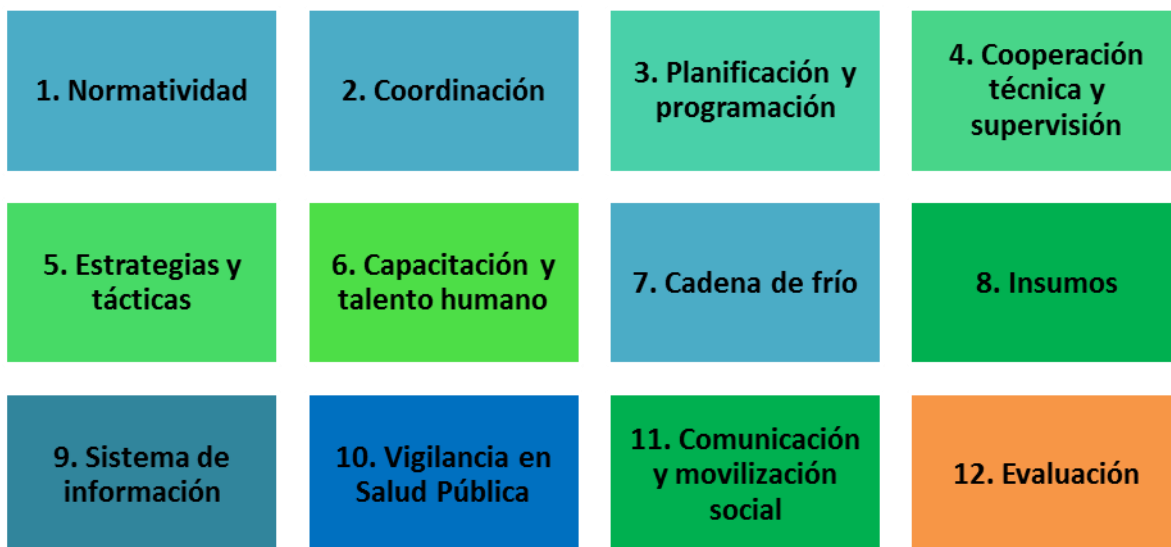 1. Normatividad
2. Coordinación
3. Planificación y
programación
4. Cooperación
técnica y
supervisión
5. Estrategias y
tácticas
6. Capacitación y
talento humano
7. Cadena de frío
8. Insumos
9. Sistema de
información
10. Vigilancia en
Salud Pública
11. Comunicación
y movilización
social
12. Evaluación